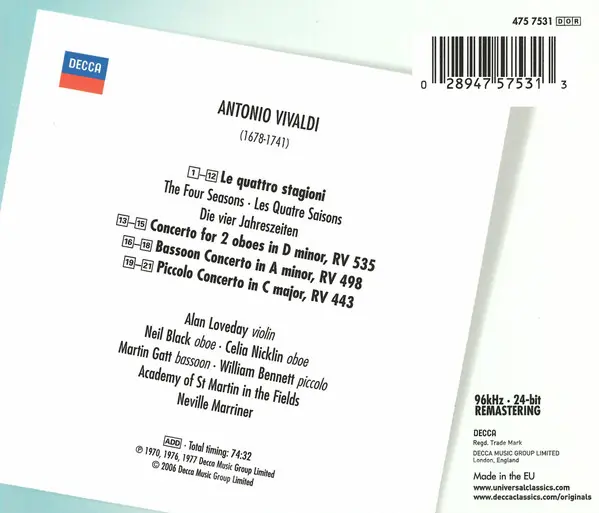 475 7531 DOR
0 28947 57531 3
DECCA
ANTONIO VIVALDI
(1678-1741)
1–12 Le quattro stagioni
The Four Seasons · Les Quatre Saisons
Die vier Jahreszeiten
13–15 Concerto for 2 oboes in D minor, RV 535
16–18 Bassoon Concerto in A minor, RV 498
19–21 Piccolo Concerto in C major, RV 443
Alan Loveday violin
Neil Black oboe · Celia Nicklin oboe
Martin Gatt bassoon · William Bennett piccolo
Academy of St Martin in the Fields
Neville Marriner
ADD · Total timing: 74:32
℗ 1970, 1976, 1977 Decca Music Group Limited
© 2006 Decca Music Group Limited
96kHz · 24-bit
REMASTERING
DECCA
Regd. Trade Mark
DECCA MUSIC GROUP LIMITED
London, England
Made in the EU
www.universalclassics.com
www.deccaclassics.com/originals